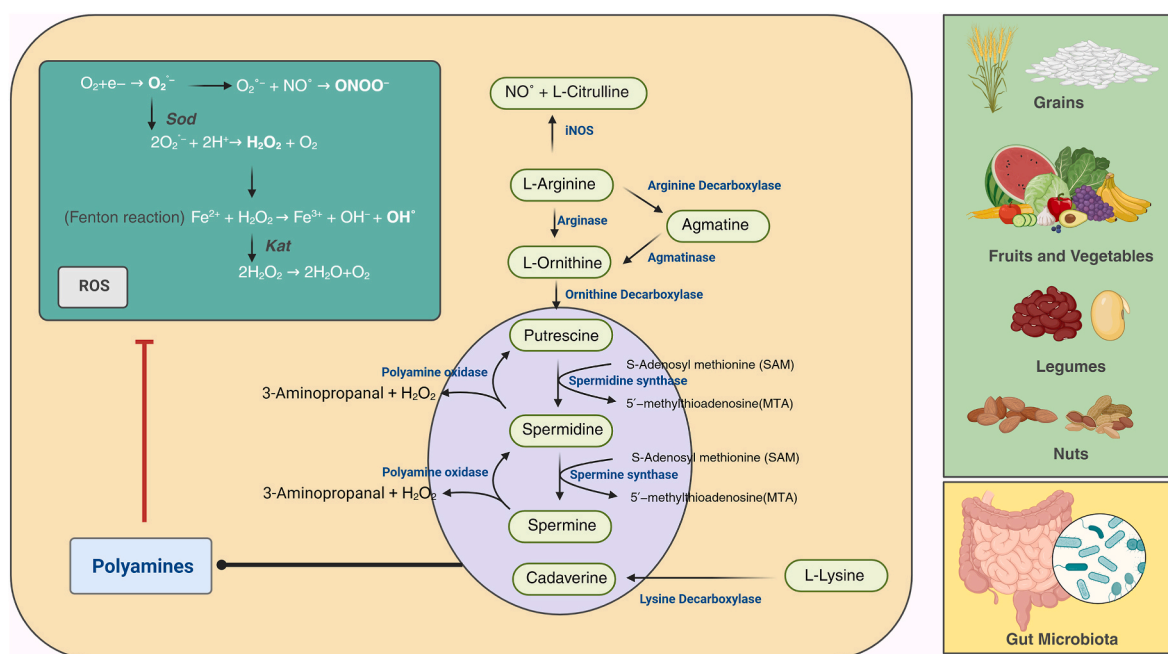 O₂+e− → O₂˚⁻ → O₂˚⁻ + NO˚ → ONOO⁻
Sod
2O₂˚⁻ + 2H⁺→ H₂O₂ + O₂
(Fenton reaction) Fe²⁺ + H₂O₂ → Fe³⁺ + OH⁻ + OH˚
Kat
2H₂O₂ → 2H₂O+O₂
ROS
NO˚ + L-Citrulline
iNOS
L-Arginine
Arginine Decarboxylase
Arginase
Agmatine
L-Ornithine
Agmatinase
Ornithine Decarboxylase
Putrescine
S-Adenosyl methionine (SAM)
Polyamine oxidase
Spermidine synthase
3-Aminopropanal + H₂O₂
5′–methylthioadenosine(MTA)
Spermidine
S-Adenosyl methionine (SAM)
Polyamine oxidase
Spermine synthase
3-Aminopropanal + H₂O₂
5′–methylthioadenosine(MTA)
Spermine
Polyamines
Cadaverine
L-Lysine
Lysine Decarboxylase
Grains
Fruits and Vegetables
Legumes
Nuts
Gut Microbiota